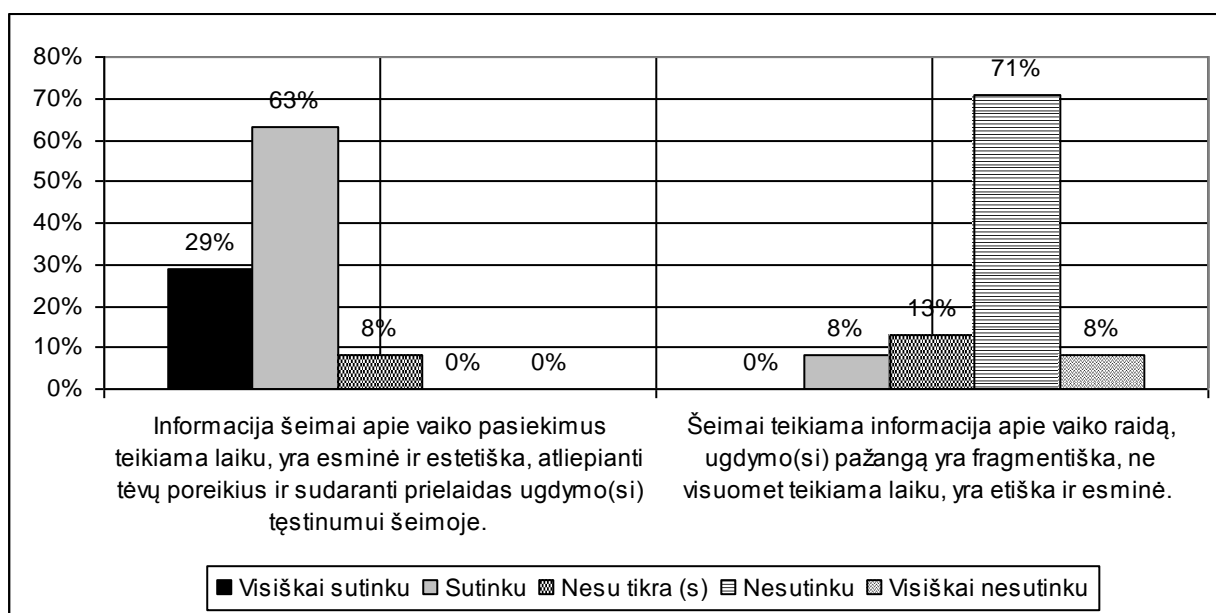 80%
70%
60%
50%
40%
30%
20%
10%
0%
29%
63%
8%
0%
0%
0%
8%
13%
71%
8%
Informacija šeimai apie vaiko pasiekimus
teikiama laiku, yra esminė ir estetiška, atliepianti
tėvų poreikius ir sudaranti prielaidas ugdymo(si)
tęstinumui šeimoje.
Šeimai teikiama informacija apie vaiko raidą,
ugdymo(si) pažangą yra fragmentiška, ne
visuomet teikiama laiku, yra etiška ir esminė.
Visiškai sutinku Sutinku Nesu tikra (s) Nesutinku Visiškai nesutinku